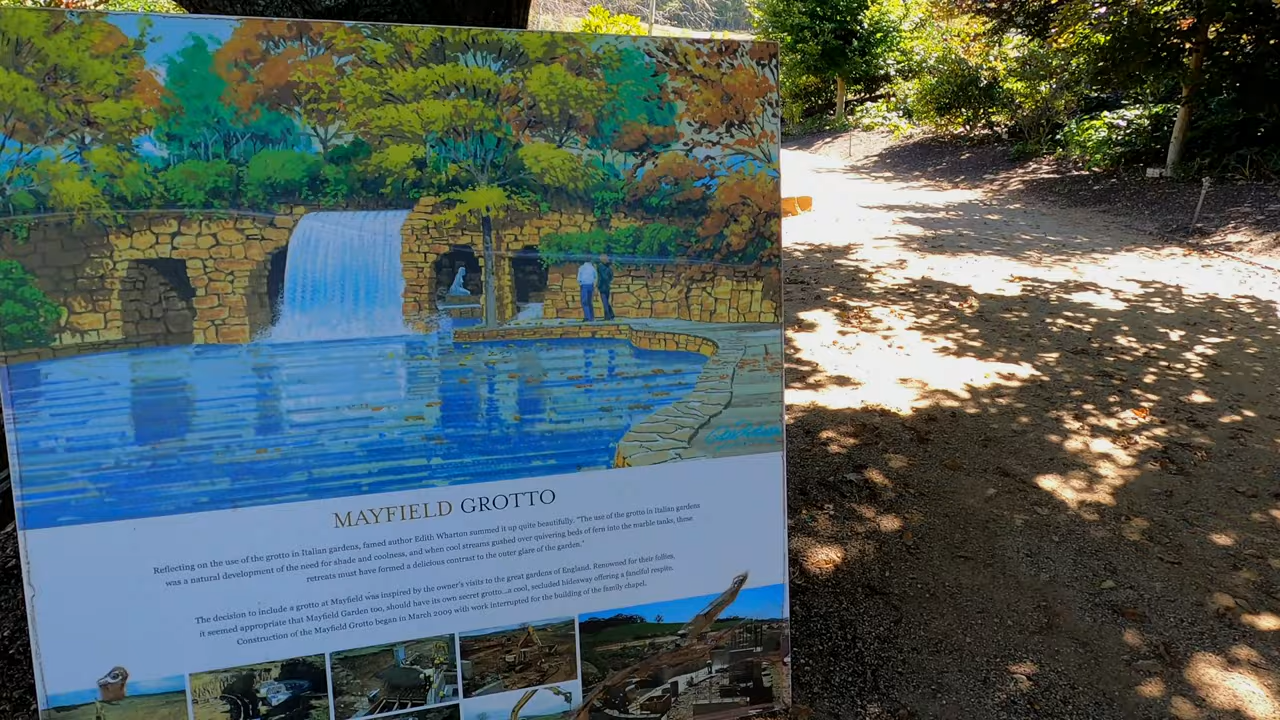 MAYFIELD GROTTO
Reflecting on the use of the grotto in Italian gardens, famed author Edith Wharton summed it up quite beautifully. "The use of the grotto in Italian gardens
was a natural development of the need for shade and coolness, and when cool streams gushed over quivering beds of fern into the marble tanks, these
retreats must have formed a delicious contrast to the outer glare of the garden."
The decision to include a grotto at Mayfield was inspired by the owner's visits to the great gardens of England. Renowned for their follies,
it seemed appropriate that Mayfield Garden too, should have its own secret grotto...a cool, secluded hideaway offering a fanciful respite.
Construction of the Mayfield Grotto began in March 2009 with work interrupted for the building of the family chapel.